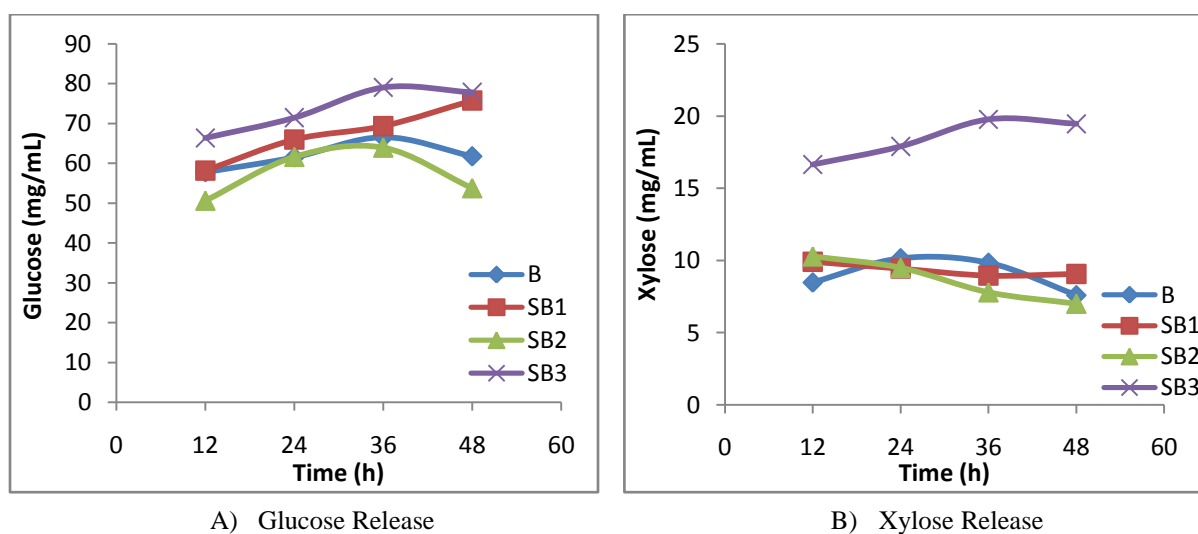 90
80
70
60
50
40
30
20
10
0
Glucose (mg/mL)
0 12 24 36 48 60
Time (h)
B
SB1
SB2
SB3
A) Glucose Release
25
20
15
10
5
0
Xylose (mg/mL)
0 12 24 36 48 60
Time (h)
B
SB1
SB2
SB3
B) Xylose Release